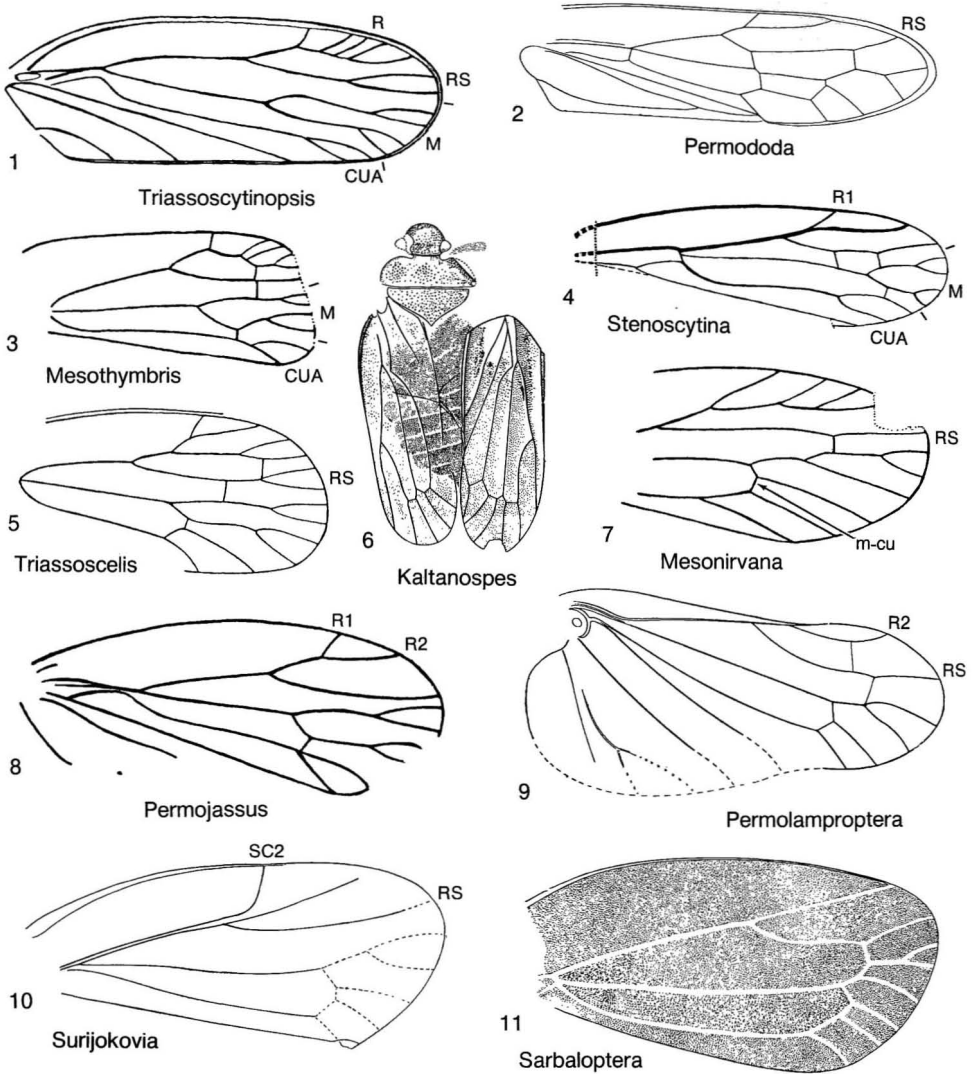 R
RS
M
CUA
1
Triassoscytinopsis
RS
2
Permododa
M
CUA
3
Mesothymbris
R1
M
CUA
4
Stenoscytina
RS
5
Triassoscelis
6
Kaltanospes
RS
m-cu
7
Mesonirvana
R1
R2
8
Permojassus
R2
RS
9
Permolamproptera
SC2
RS
10
Surijokovia
11
Sarbaloptera